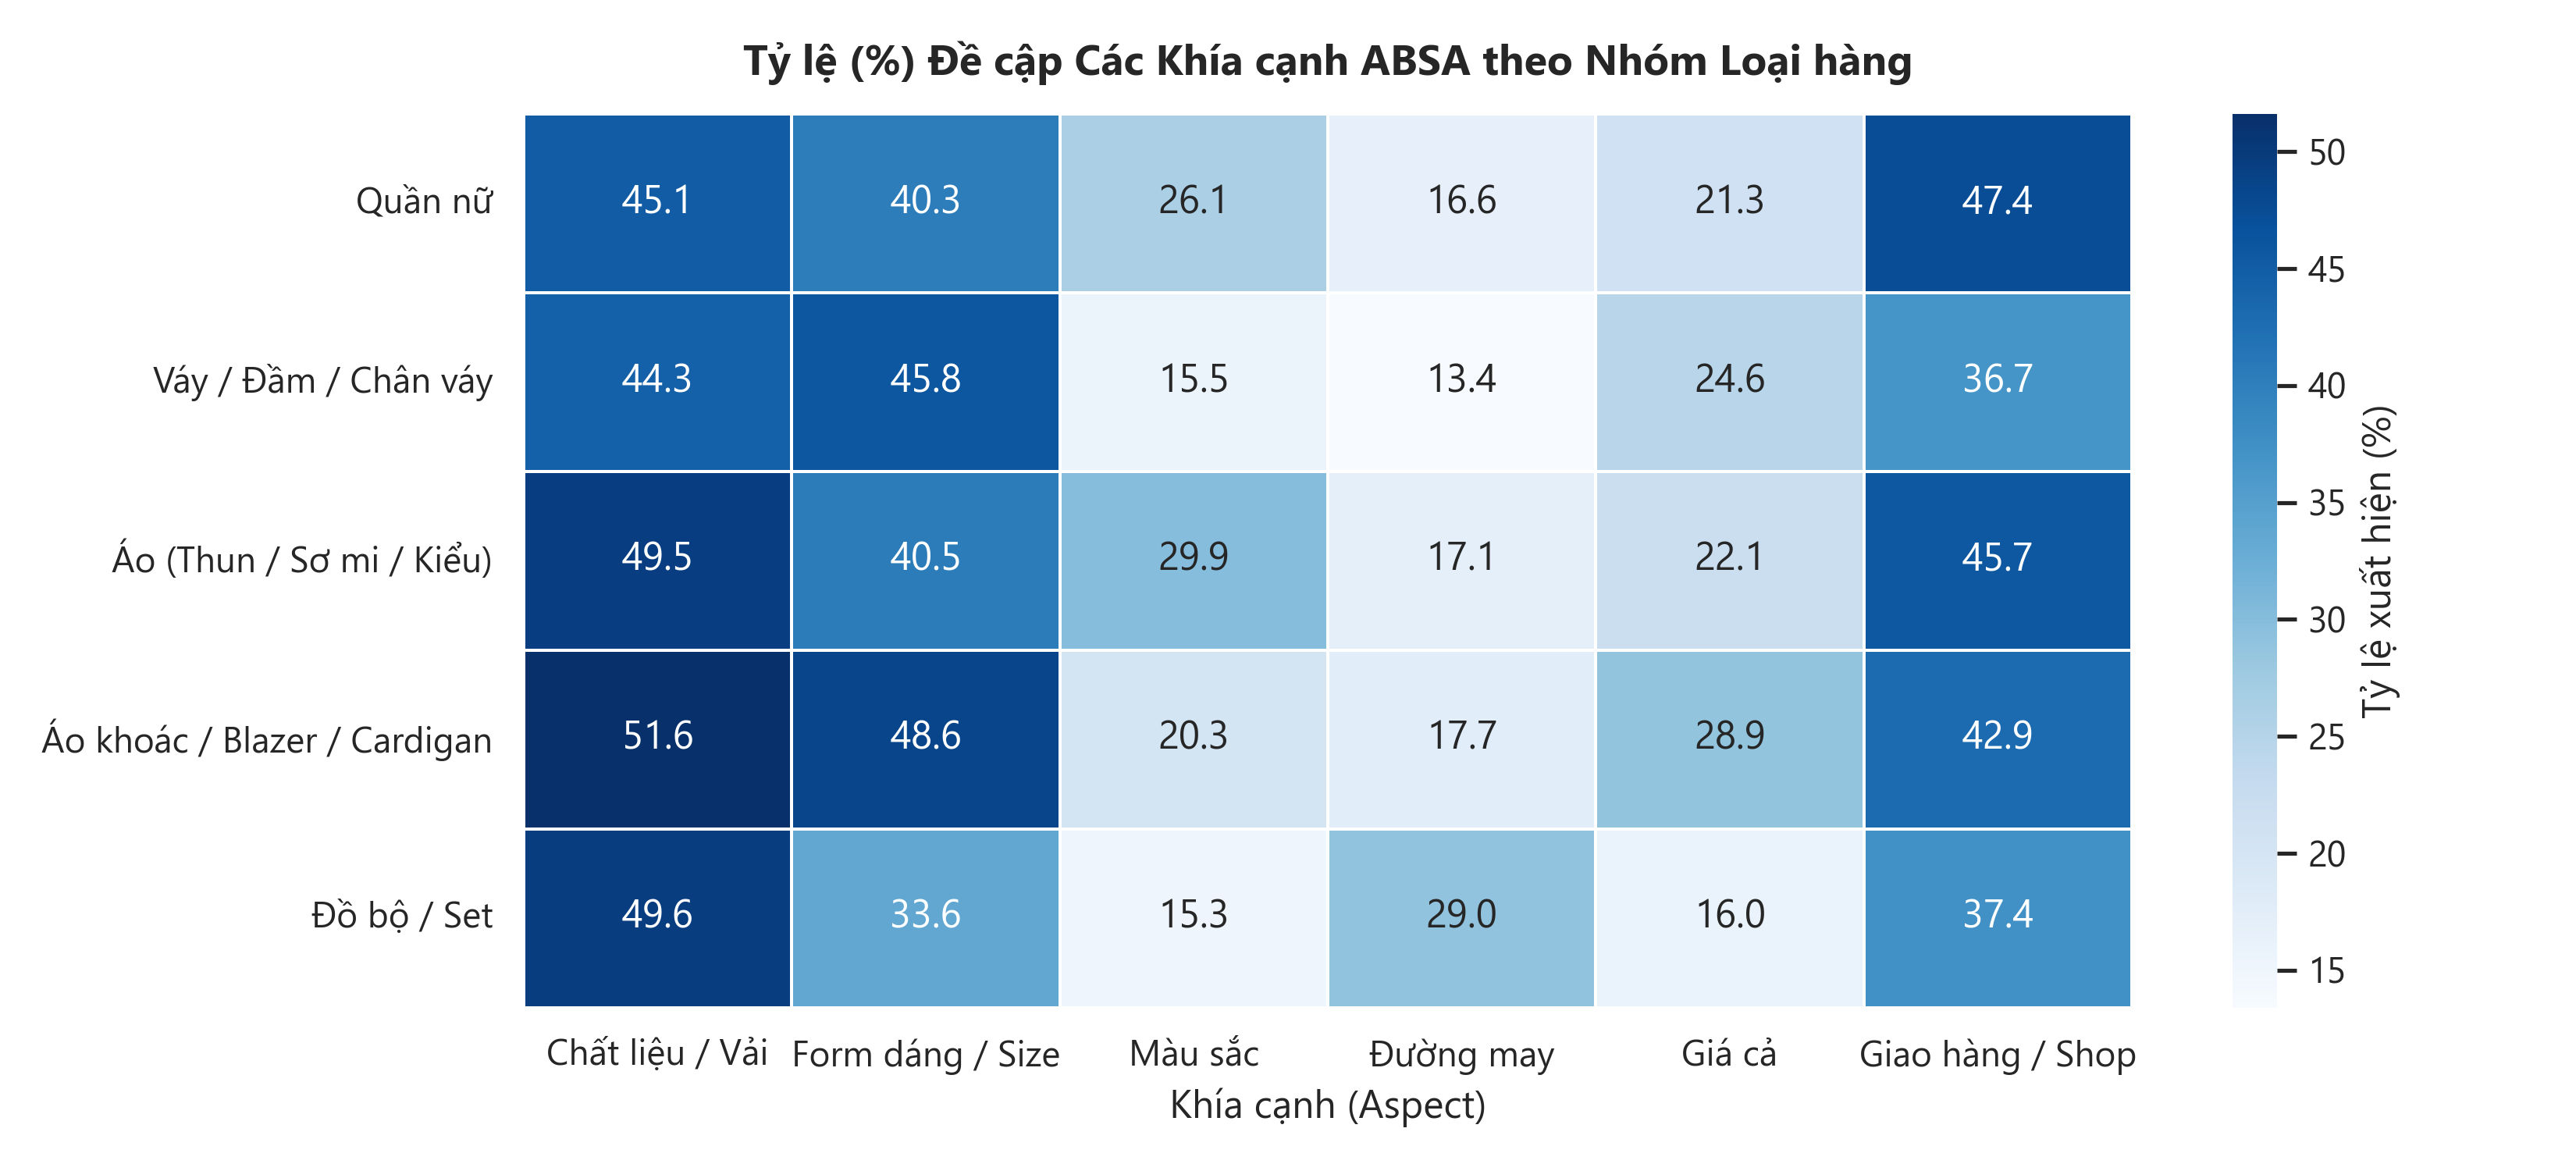 Tỷ lệ (%) Đề cập Các Khía cạnh ABSA theo Nhóm Loại hàng
Quần nữ 45.1 40.3 26.1 16.6 21.3 47.4
Váy / Đầm / Chân váy 44.3 45.8 15.5 13.4 24.6 36.7
Áo (Thun / Sơ mi / Kiểu) 49.5 40.5 29.9 17.1 22.1 45.7
Áo khoác / Blazer / Cardigan 51.6 48.6 20.3 17.7 28.9 42.9
Đồ bộ / Set 49.6 33.6 15.3 29.0 16.0 37.4
Chất liệu / Vải Form dáng / Size Màu sắc Đường may Giá cả Giao hàng / Shop
Khía cạnh (Aspect)
50
45
40
35
30
25
20
15
Tỷ lệ xuất hiện (%)